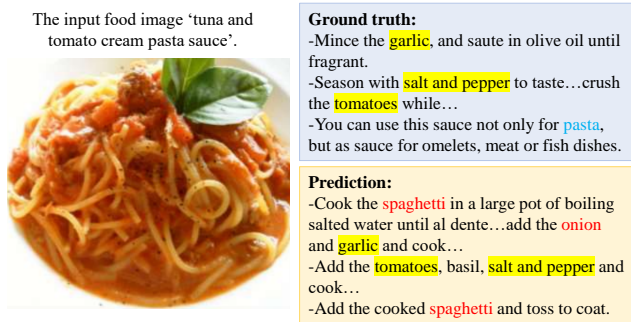 The input food image ‘tuna and
tomato cream pasta sauce’.
Ground truth:
-Mince the garlic, and saute in olive oil until
fragrant.
-Season with salt and pepper to taste…crush
the tomatoes while…
-You can use this sauce not only for pasta,
but as sauce for omelets, meat or fish dishes.
Prediction:
-Cook the spaghetti in a large pot of boiling
salted water until al dente…add the onion
and garlic and cook…
-Add the tomatoes, basil, salt and pepper and
cook…
-Add the cooked spaghetti and toss to coat.